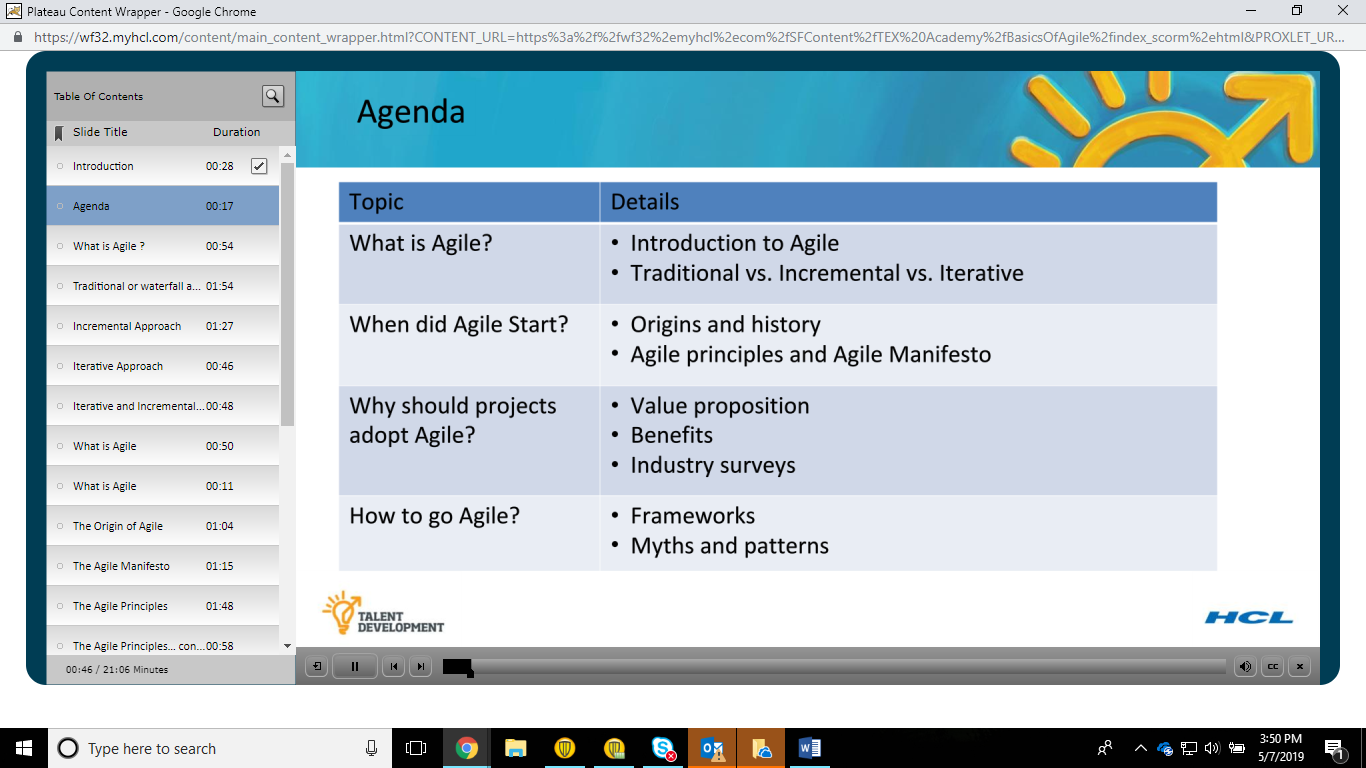 Plateau Content Wrapper - Google Chrome
https://wf32.myhcl.com/content/main_content_wrapper.html?CONTENT_URL=https%3a%2f%2fwf32%2emyhcl%2ecom%2fSFContent%2fTEX%20Academy%2fBasicsOfAgile%2findex_scorm%2ehtml&PROXLET_UR...
Table Of Contents
Slide Title Duration
Introduction 00:28
Agenda 00:17
What is Agile ? 00:54
Traditional or waterfall a... 01:54
Incremental Approach 01:27
Iterative Approach 00:46
Iterative and Incremental... 00:48
What is Agile 00:50
What is Agile 00:11
The Origin of Agile 01:04
The Agile Manifesto 01:15
The Agile Principles 01:48
The Agile Principles... con... 00:58
00:46 / 21:06 Minutes
Agenda
Topic Details
What is Agile?
• Introduction to Agile
• Traditional vs. Incremental vs. Iterative
When did Agile Start?
• Origins and history
• Agile principles and Agile Manifesto
Why should projects
adopt Agile?
• Value proposition
• Benefits
• Industry surveys
How to go Agile?
• Frameworks
• Myths and patterns
TALENT
DEVELOPMENT
HCL
CC
Type here to search
3:50 PM
5/7/2019
1